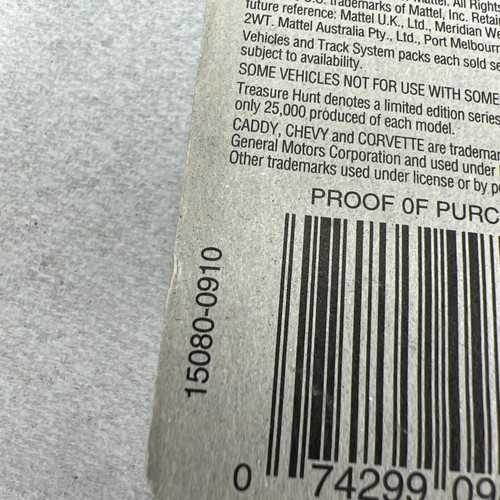 Mattel. All Rights
U.S. trademarks of Mattel, Inc. Retain
future reference: Mattel U.K., Ltd., Meridian We
2WT. Mattel Australia Pty., Ltd., Port Melbourn
Vehicles and Track System packs each sold se
subject to availability.
SOME VEHICLES NOT FOR USE WITH SOME
Treasure Hunt denotes a limited edition series
only 25,000 produced of each model.
CADDY, CHEVY and CORVETTE are tradema
General Motors Corporation and used under
Other trademarks used under license or by p
PROOF OF PURC
15080-0910
0 74299 09